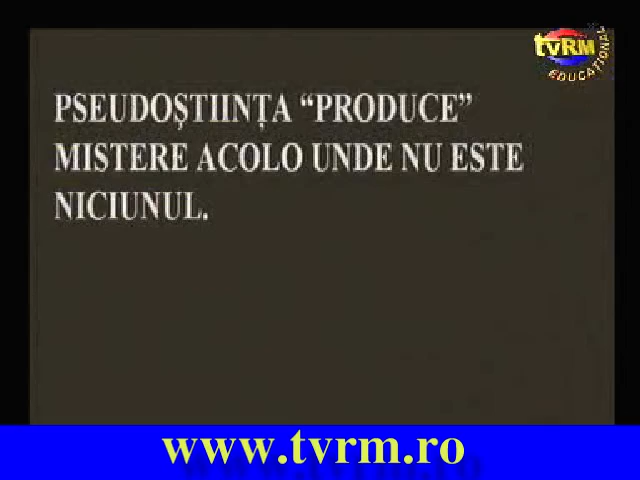 tvRM
EDUCATIONAL
PSEUDOȘTIINȚA “PRODUCE”
MISTERE ACOLO UNDE NU ESTE
NICIUNUL.
www.tvrm.ro